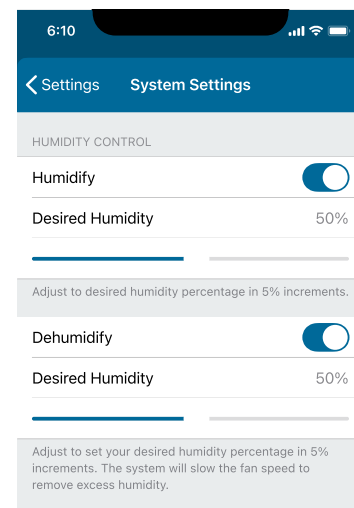 6:10
Settings System Settings
HUMIDITY CONTROL
Humidify
Desired Humidity 50%
Adjust to desired humidity percentage in 5% increments.
Dehumidify
Desired Humidity 50%
Adjust to set your desired humidity percentage in 5%
increments. The system will slow the fan speed to
remove excess humidity.